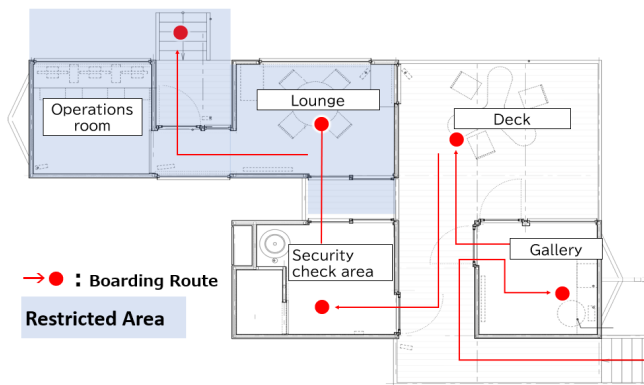 Operations
room
Lounge
Deck
Security
check area
Gallery
: Boarding Route
Restricted Area